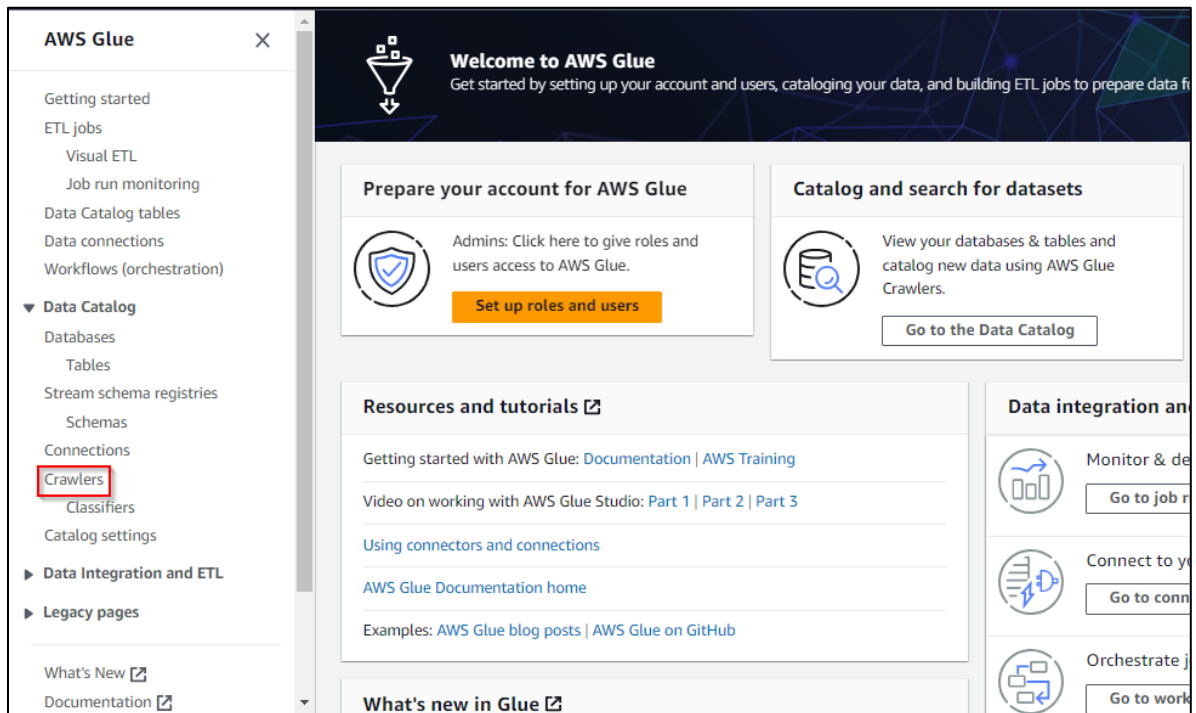 AWS Glue
Getting started
ETL jobs
Visual ETL
Job run monitoring
Data Catalog tables
Data connections
Workflows (orchestration)
Data Catalog
Databases
Tables
Stream schema registries
Schemas
Connections
Crawlers
Classifiers
Catalog settings
Data Integration and ETL
Legacy pages
What's New
Documentation
Welcome to AWS Glue
Get started by setting up your account and users, cataloging your data, and building ETL jobs to prepare data
Prepare your account for AWS Glue
Admins: Click here to give roles and
users access to AWS Glue.
Set up roles and users
Catalog and search for datasets
View your databases & tables and
catalog new data using AWS Glue
Crawlers.
Go to the Data Catalog
Resources and tutorials
Getting started with AWS Glue: Documentation | AWS Training
Video on working with AWS Glue Studio: Part 1 | Part 2 | Part 3
Using connectors and connections
AWS Glue Documentation home
Examples: AWS Glue blog posts | AWS Glue on GitHub
What's new in Glue
Data integration
Monitor &
Go to job
Connect to
Go to
Orchestrate
Go to